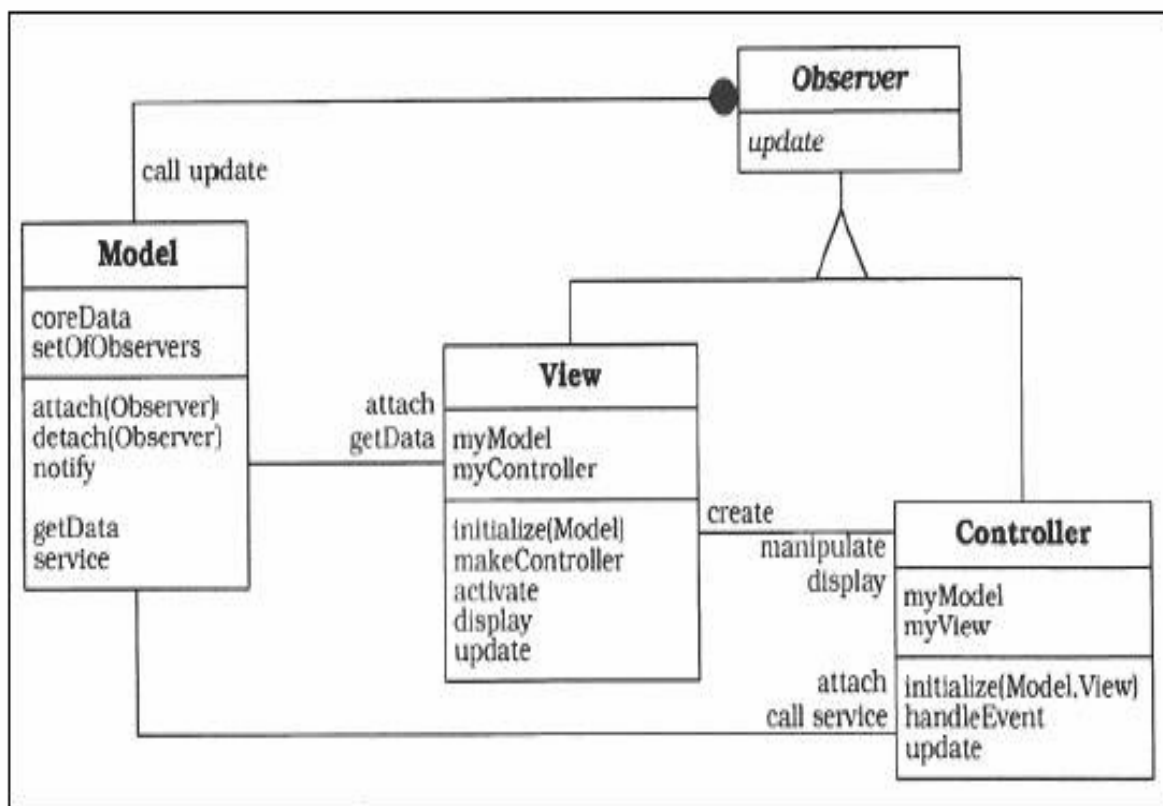 Observer
update
call update
Model
coreData
setOfObservers
attach(Observer)
detach(Observer)
notify
getData
service
attach
getData
View
myModel
myController
initialize(Model)
makeController
activate
display
update
create
manipulate
display
Controller
myModel
myView
attach
call service
initialize(Model,View)
handleEvent
update